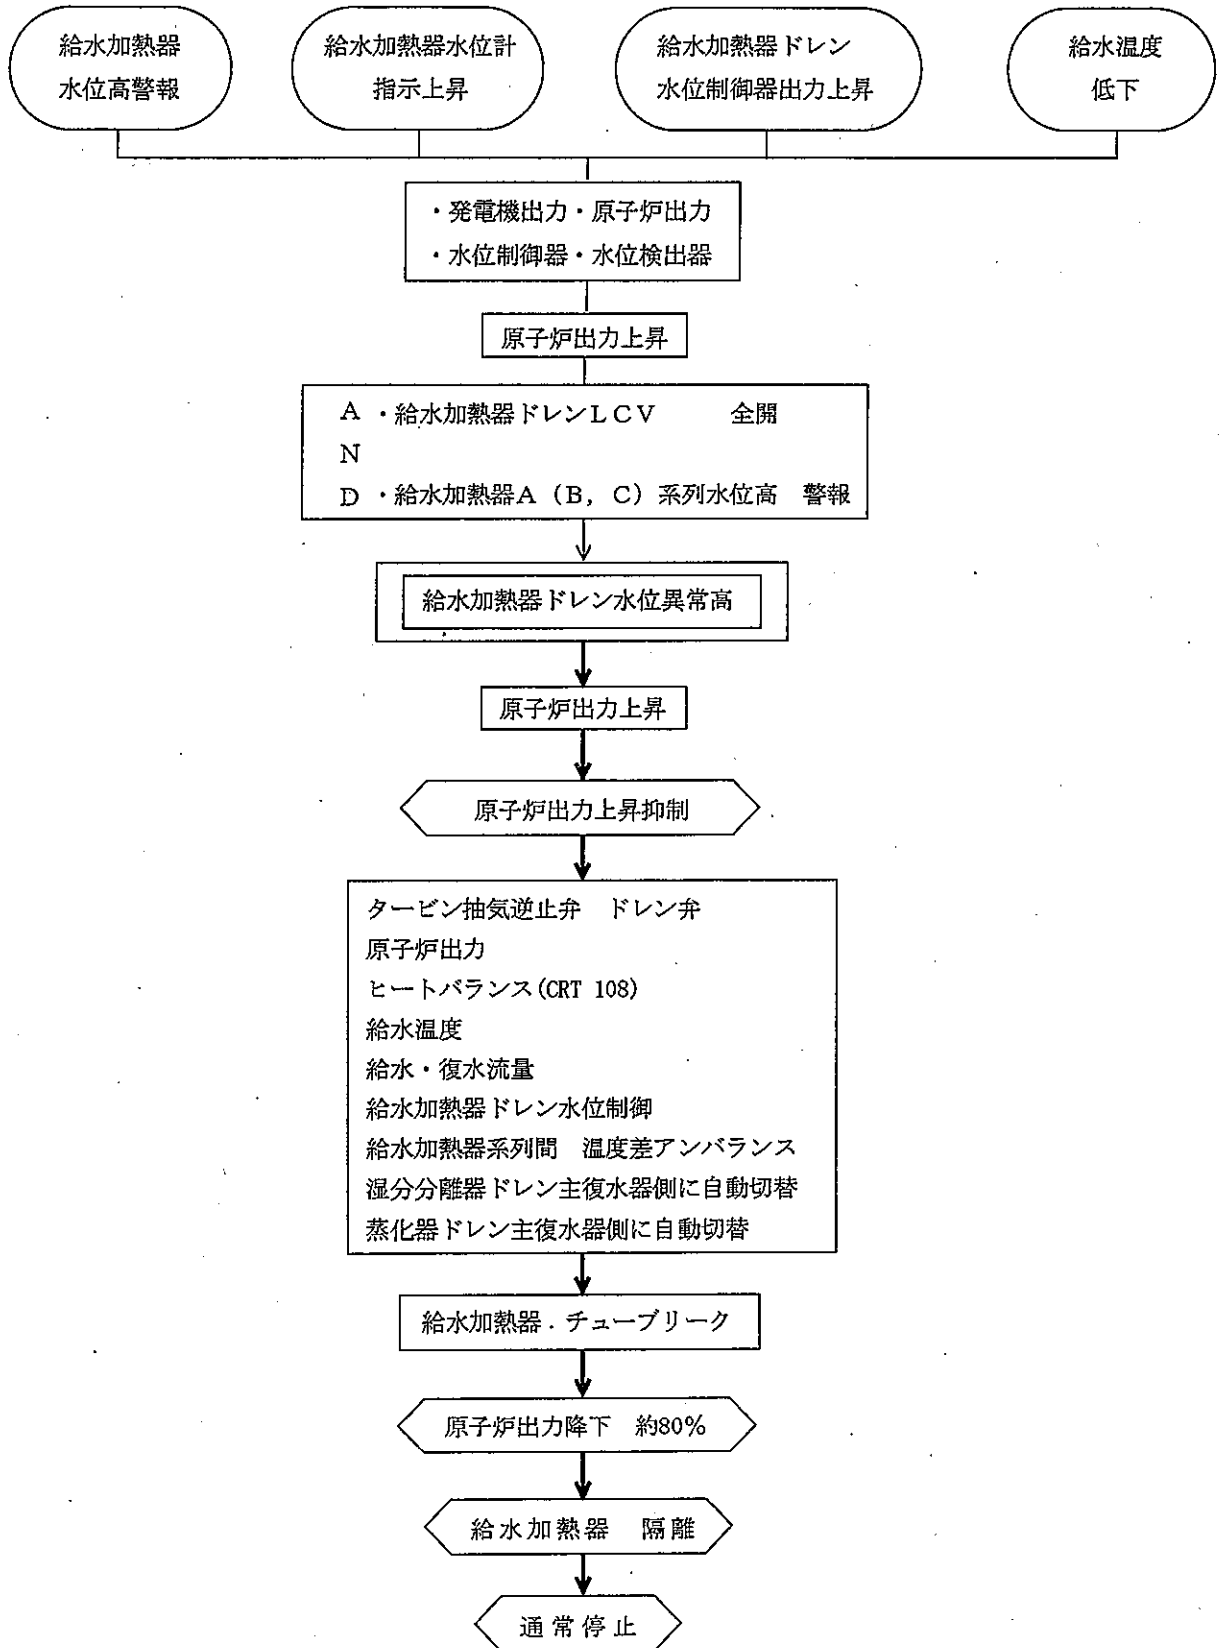 給水加熱器
水位高警報
給水加熱器水位計
指示上昇
給水加熱器ドレン
水位制御器出力上昇
給水温度
低下
・発電機出力・原子炉出力
・水位制御器・水位検出器
原子炉出力上昇
A ・給水加熱器ドレンLCV 全開
N
D ・給水加熱器A(B, C)系列水位高 警報
給水加熱器ドレン水位異常高
原子炉出力上昇
原子炉出力上昇抑制
タービン抽気逆止弁 ドレン弁
原子炉出力
ヒートバランス(CRT 108)
給水温度
給水・復水流量
給水加熱器ドレン水位制御
給水加熱器系列間 温度差アンバランス
湿分分離器ドレン主復水器側に自動切替
蒸化器ドレン主復水器側に自動切替
給水加熱器．チューブリーク
原子炉出力降下 約80%
給水加熱器 隔離
通常停止